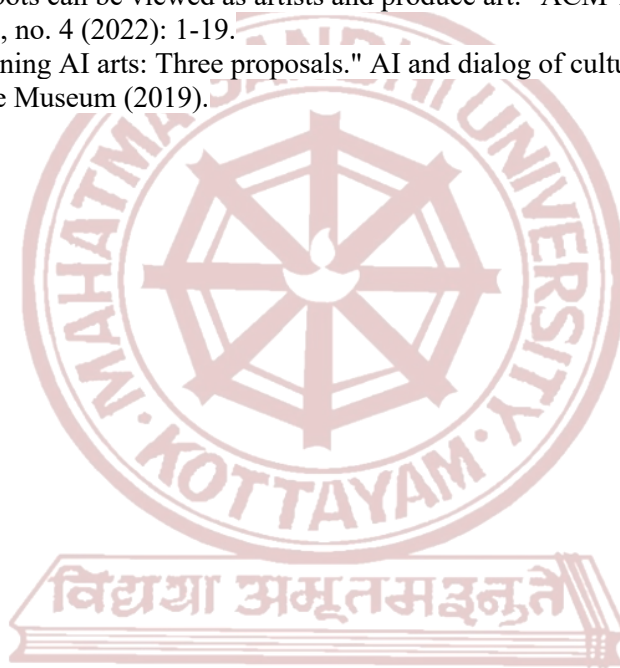 ots can be viewed as artists and produce art." ACM
, no. 4 (2022): 1-19.
ning AI arts: Three proposals." AI and dialog of cultu
e Museum (2019).
MAHATMA GANDHI UNIVERSITY
KOTTAYAM
विद्यया अमृतमश्नुते